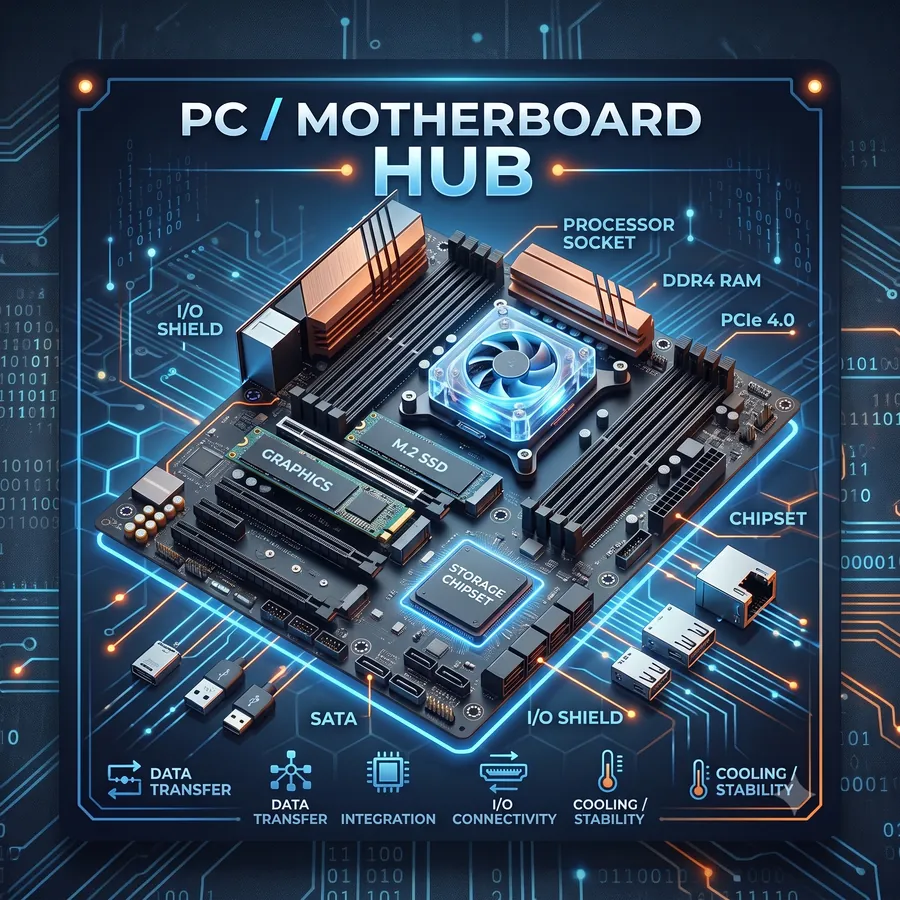 PC / MOTHERBOARD
HUB
PROCESSOR
SOCKET
DDR4 RAM
PCIe 4.0
I/O
SHIELD
M.2 SSD
GRAPHICS
CHIPSET
STORAGE
CHIPSET
SATA
I/O SHIELD
DATA
TRANSFER
DATA
TRANSFER
INTEGRATION
I/O
CONNECTIVITY
COOLING /
STABILITY
COOLING /
STABILITY